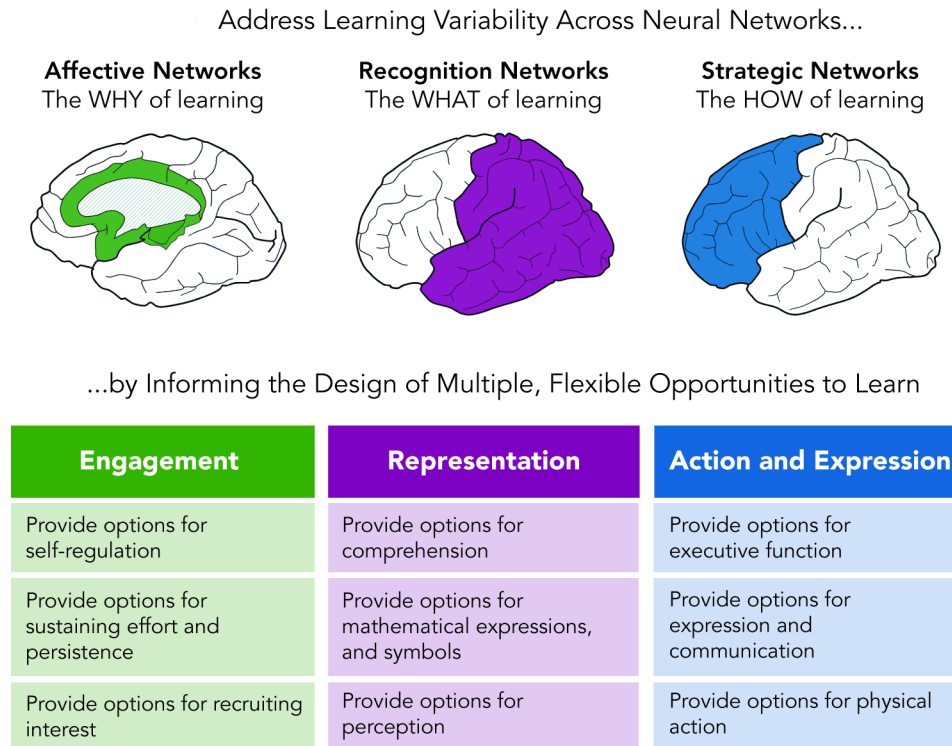 Address Learning Variability Across Neural Networks...
Affective Networks
The WHY of learning
Recognition Networks
The WHAT of learning
Strategic Networks
The HOW of learning
...by Informing the Design of Multiple, Flexible Opportunities to Learn
Engagement
Provide options for
self-regulation
Provide options for
sustaining effort and
persistence
Provide options for recruiting
interest
Representation
Provide options for
comprehension
Provide options for
mathematical expressions,
and symbols
Provide options for
perception
Action and Expression
Provide options for
executive function
Provide options for
expression and
communication
Provide options for physical
action